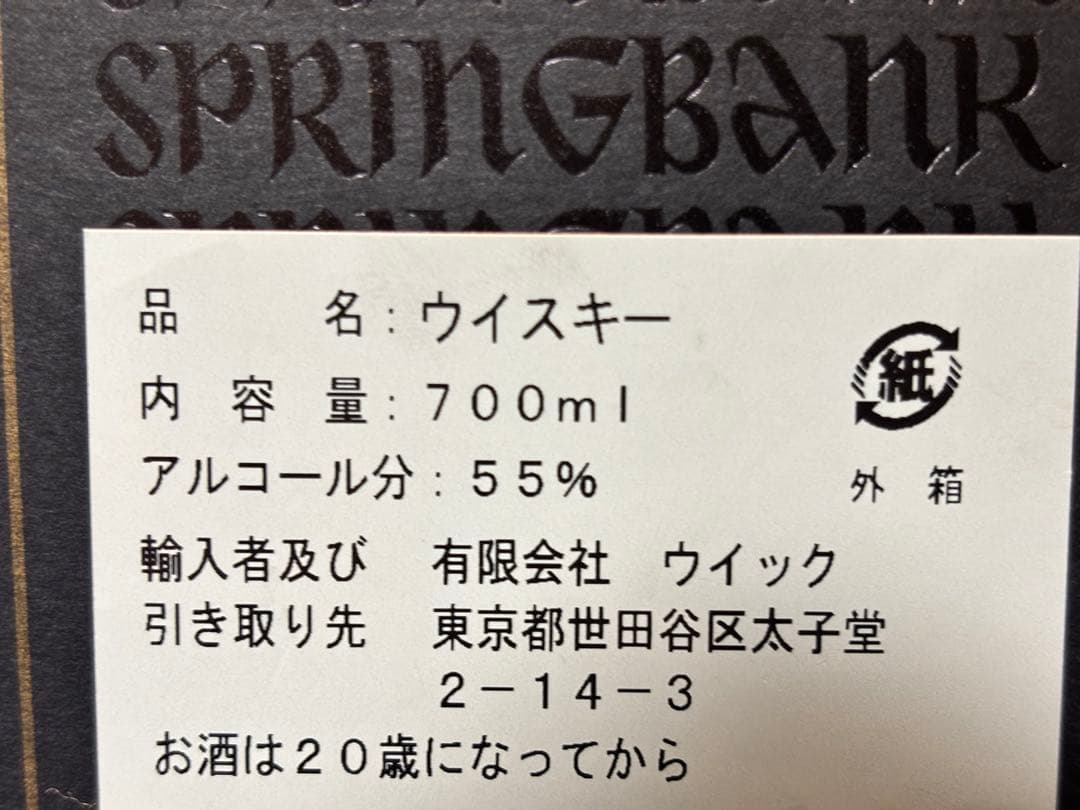 SPRINGBANK
品　　　名：ウイスキー
内　容　量：７００ｍｌ
紙
アルコール分：５５％
外　箱
輸入者及び　有限会社　ウイック
引き取り先　東京都世田谷区太子堂
２－１４－３
お酒は２０歳になってから